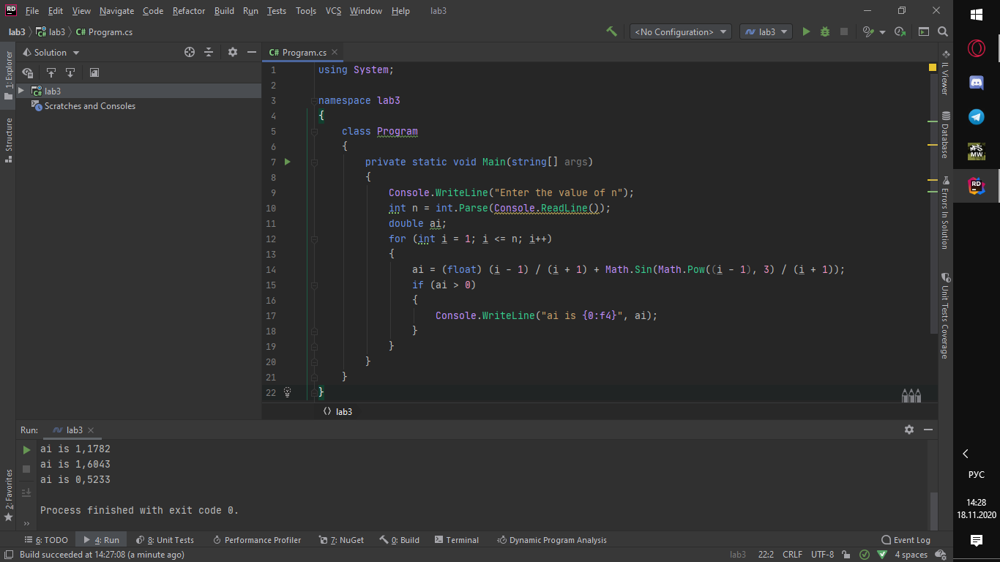 RD File Edit View Navigate Code Refactor Build Run Tests Tools VCS Window Help lab3
lab3 lab3 C# Program.cs <No Configuration> lab3
Solution C# Program.cs
lab3
Scratches and Consoles
1: Explorer
Structure
2: Favorites
1 using System;
2
3 namespace lab3
4 {
5 class Program
6 {
7 private static void Main(string[] args)
8 {
9 Console.WriteLine("Enter the value of n");
10 int n = int.Parse(Console.ReadLine());
11 double ai;
12 for (int i = 1; i <= n; i++)
13 {
14 ai = (float) (i - 1) / (i + 1) + Math.Sin(Math.Pow((i - 1), 3) / (i + 1));
15 if (ai > 0)
16 {
17 Console.WriteLine("ai is {0:f4}", ai);
18 }
19 }
20 }
21 }
22 }
lab3
IL Viewer
Database
Errors In Solution
Unit Tests Coverage
Run: lab3
ai is 1,1782
ai is 1,6043
ai is 0,5233
Process finished with exit code 0.
6: TODO 4: Run 8: Unit Tests Performance Profiler 7: NuGet 0: Build Terminal Dynamic Program Analysis Event Log
Build succeeded at 14:27:08 (a minute ago) lab3 22:2 CRLF UTF-8 4 spaces
NFS MW
RD
РУС
14:28
18.11.2020